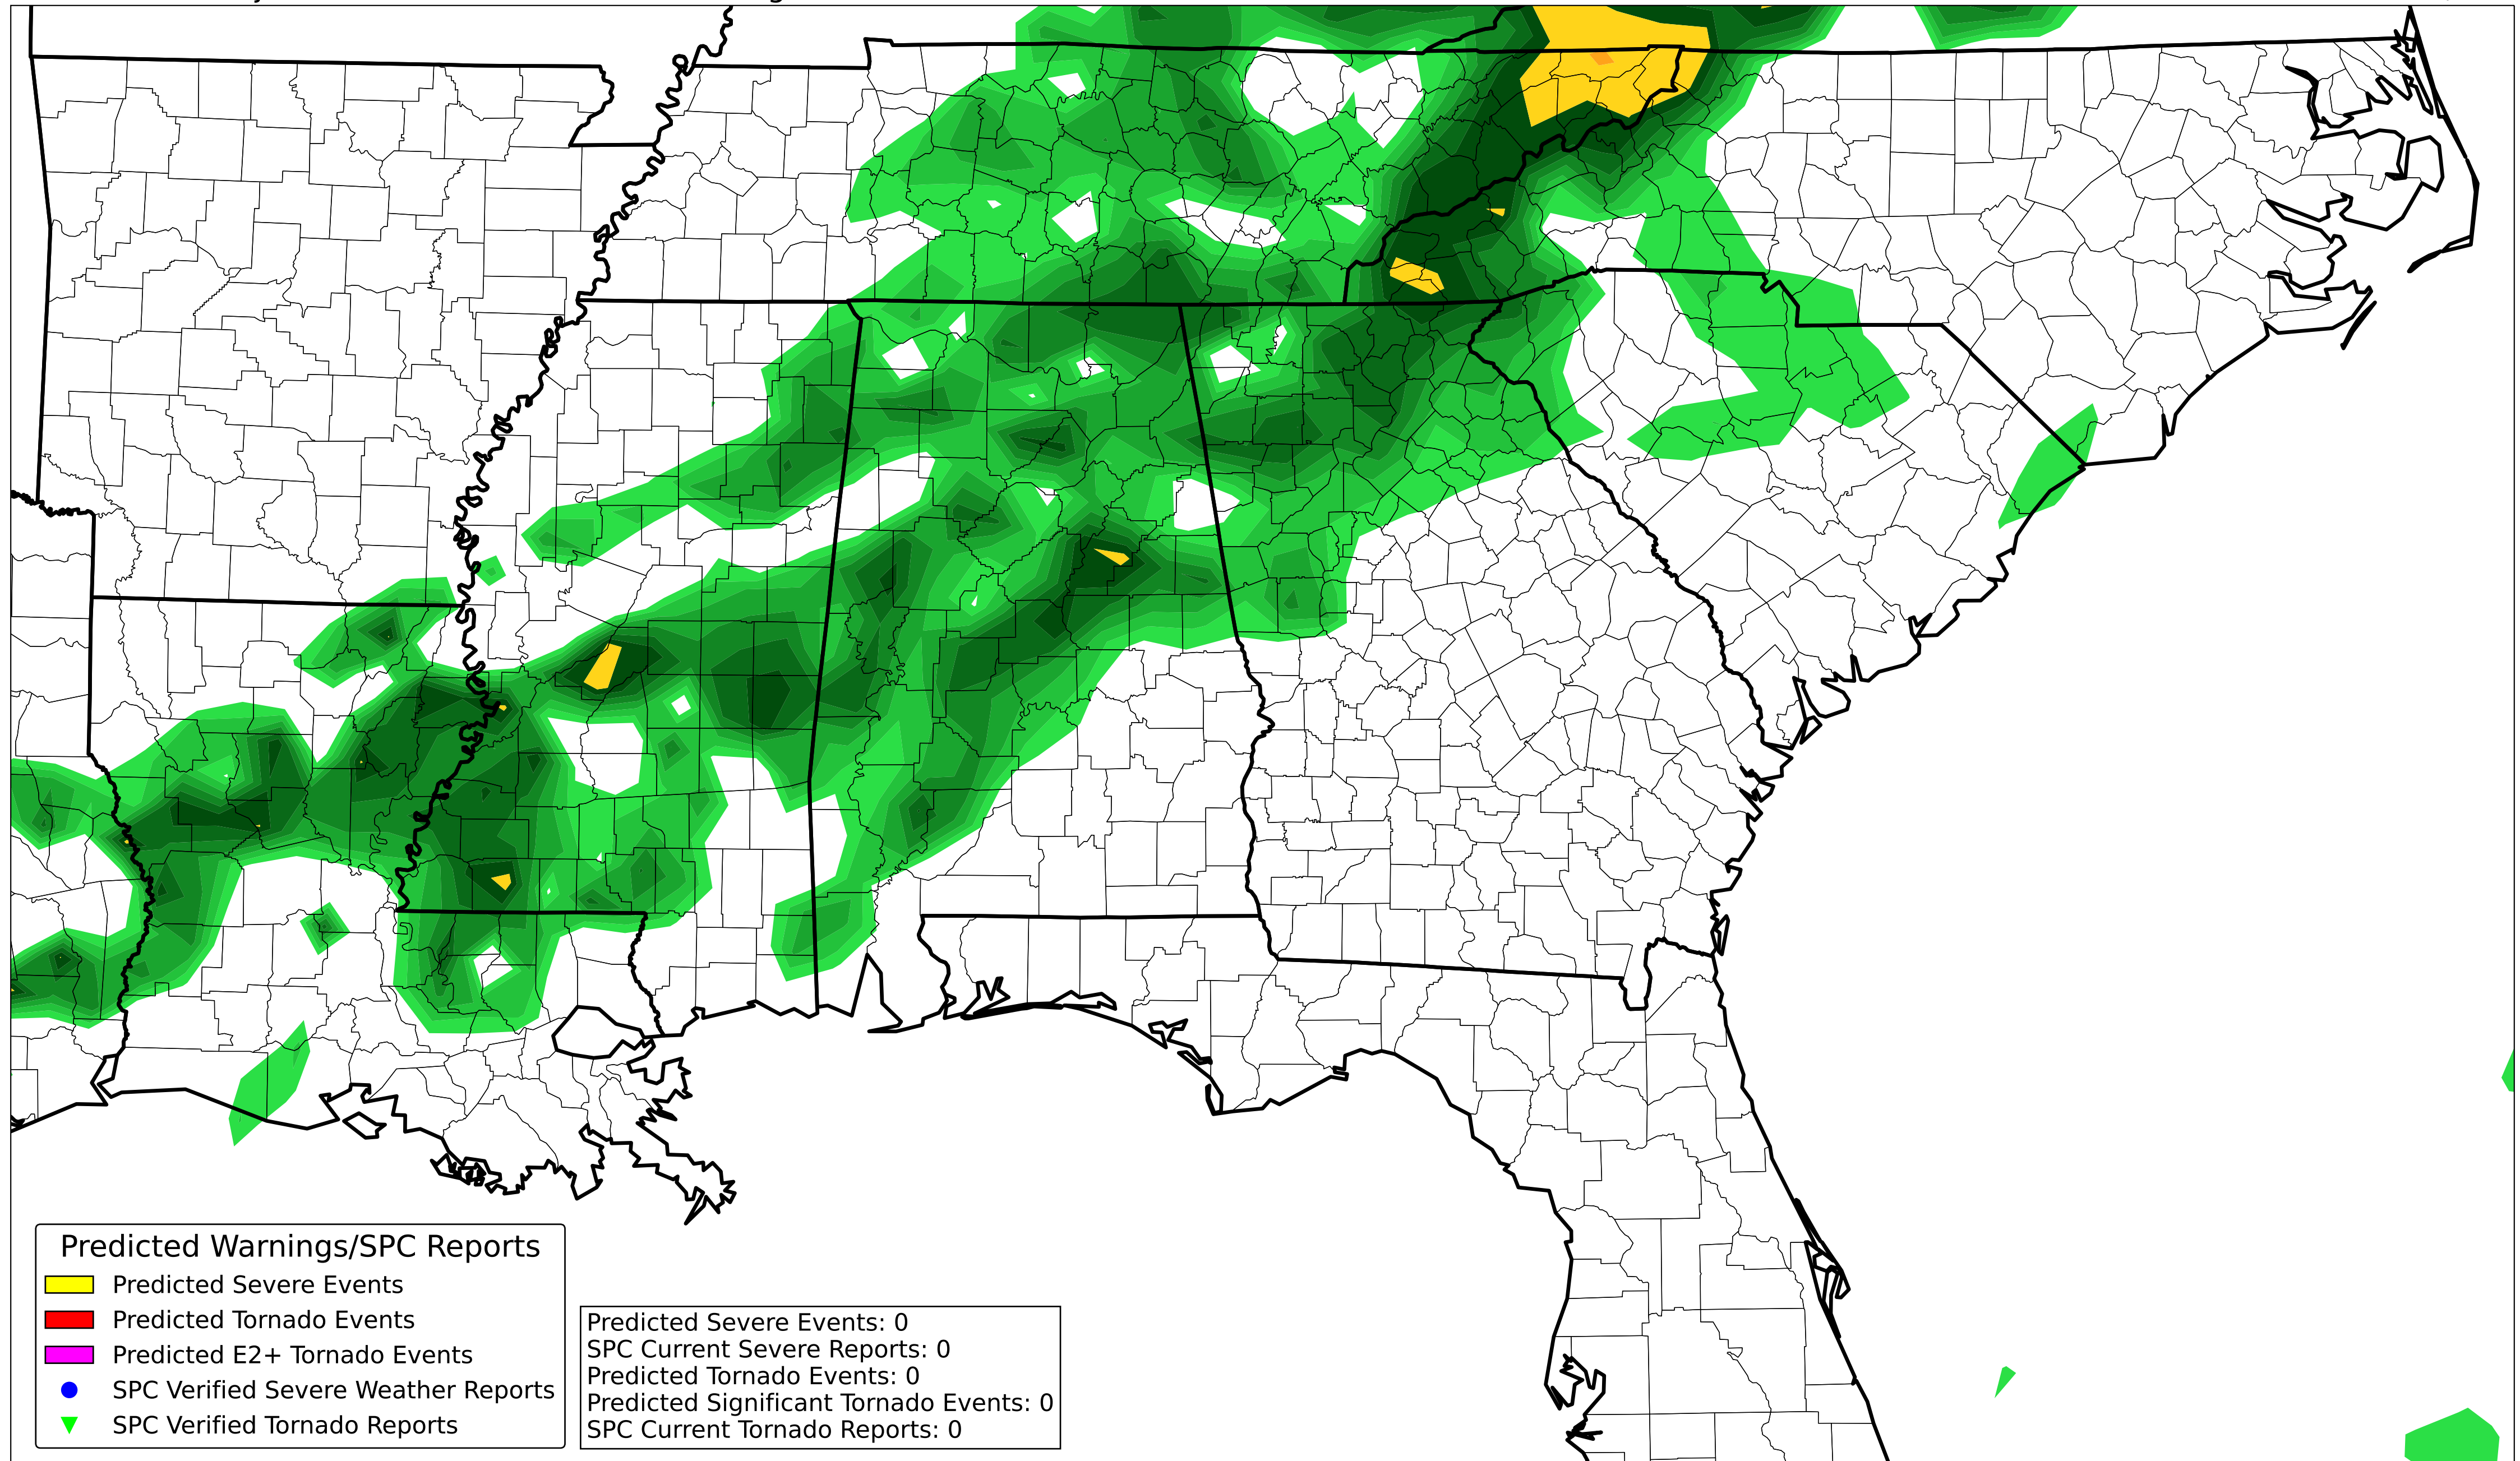 Predicted Warnings/SPC Reports
Predicted Severe Events
Predicted Tornado Events
Predicted E2+ Tornado Events
SPC Verified Severe Weather Reports
SPC Verified Tornado Reports
Predicted Severe Events: 0
SPC Current Severe Reports: 0
Predicted Tornado Events: 0
Predicted Significant Tornado Events: 0
SPC Current Tornado Reports: 0